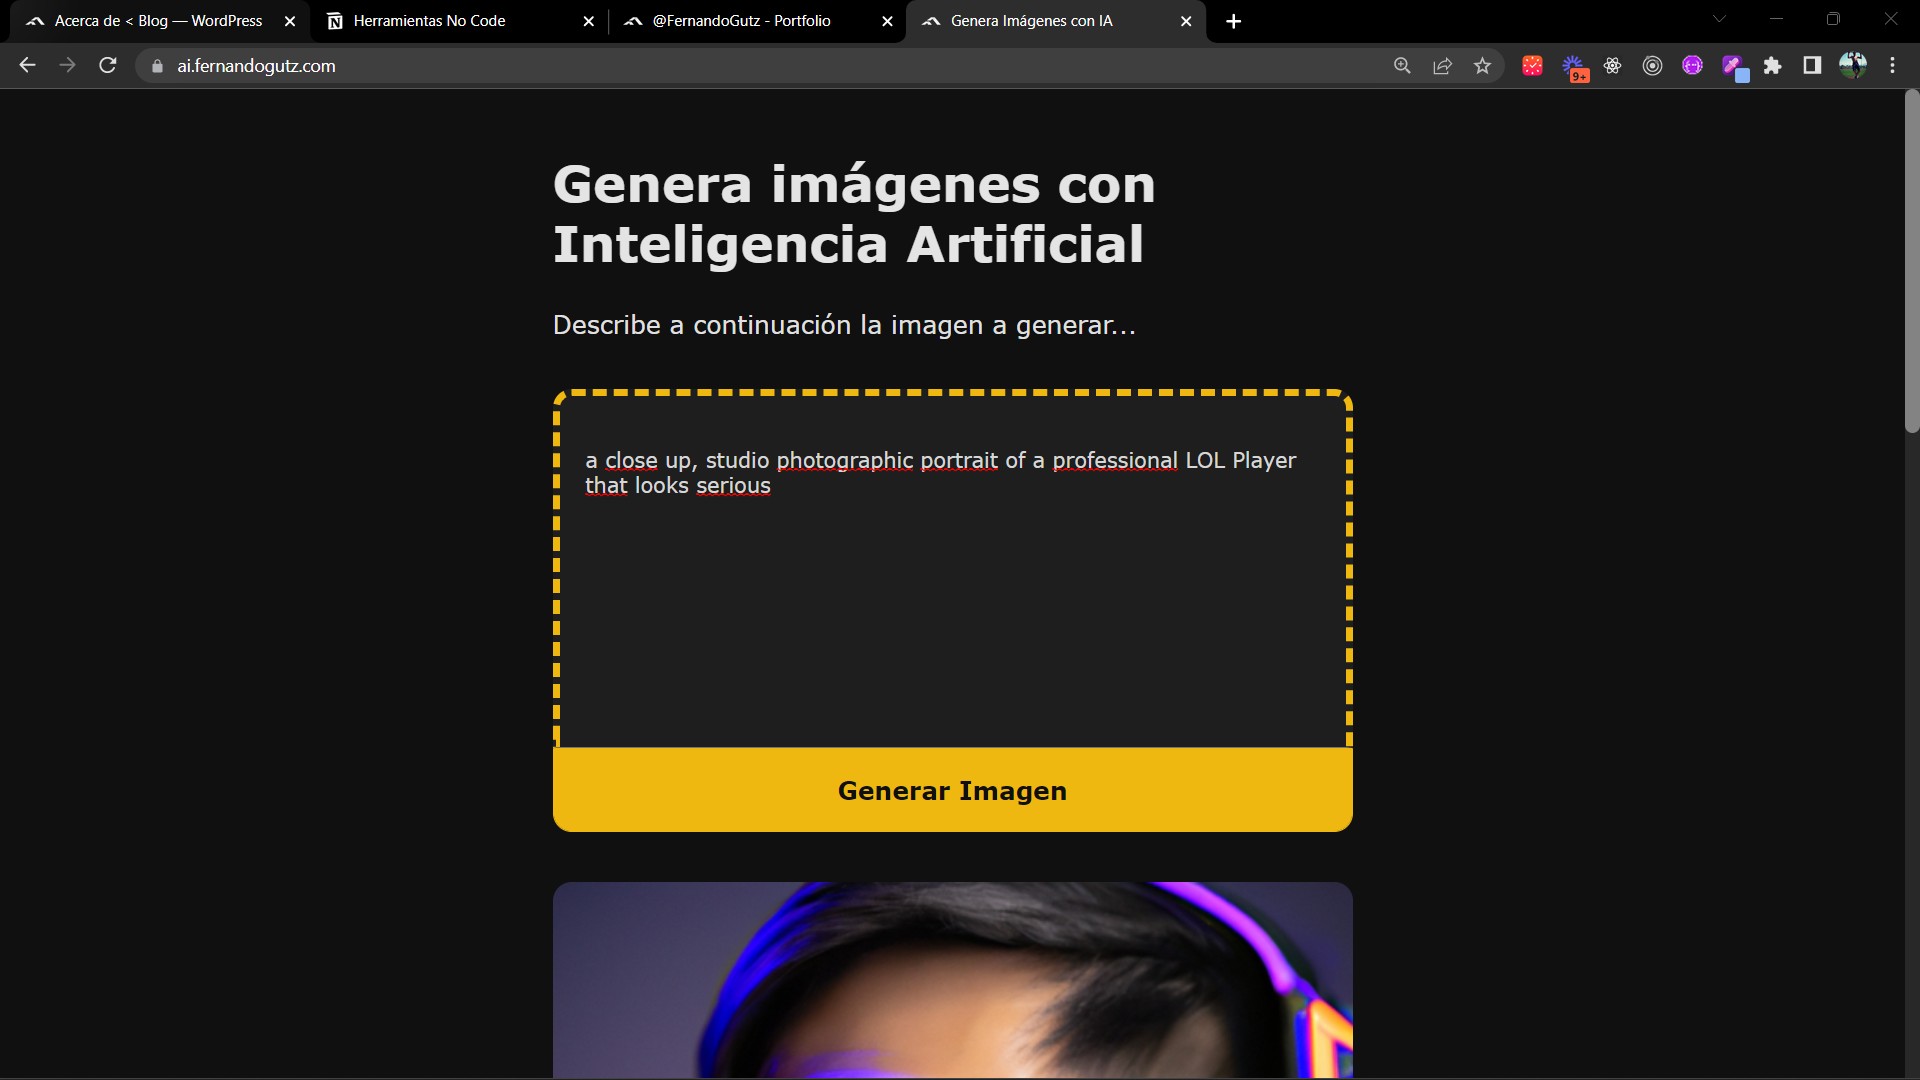 Acerca de < Blog — WordPress
Herramientas No Code
@FernandoGutz - Portfolio
Genera Imágenes con IA
ai.fernandogutz.com
9+
Genera imágenes con
Inteligencia Artificial
Describe a continuación la imagen a generar...
a close up, studio photographic portrait of a professional LOL Player
that looks serious
Generar Imagen